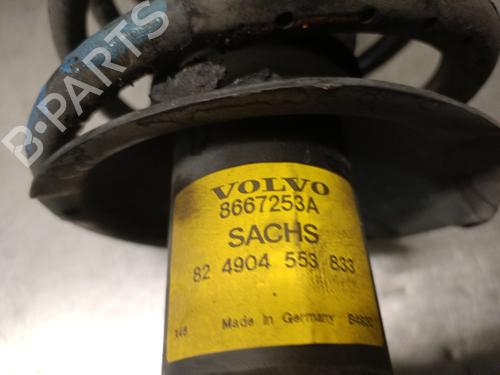 B-PARTS
VOLVO
8667253A
SACHS
82 4904 553 833
Made in Germany